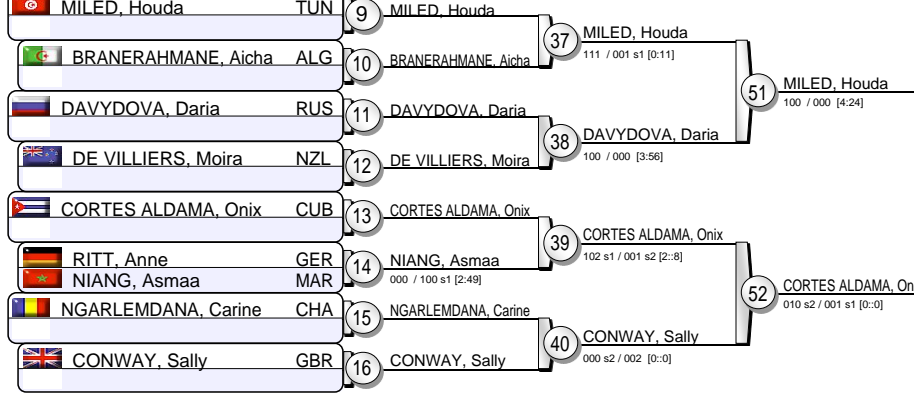 MILED, Houda TUN
BRANERAHMANE, Aicha ALG
DAVYDOVA, Daria RUS
DE VILLIERS, Moira NZL
CORTES ALDAMA, Onix CUB
RITT, Anne GER
NIANG, Asmaa MAR
NGARLEMDANA, Carine CHA
CONWAY, Sally GBR
9 MILED, Houda
10 BRANERAHMANE, Aicha
11 DAVYDOVA, Daria
12 DE VILLIERS, Moira
13 CORTES ALDAMA, Onix
14 NIANG, Asmaa
000 / 100 s1 [2:49]
15 NGARLEMDANA, Carine
16 CONWAY, Sally
37 MILED, Houda
111 / 001 s1 [0:11]
38 DAVYDOVA, Daria
100 / 000 [3:56]
39 CORTES ALDAMA, Onix
102 s1 / 001 s2 [2::8]
40 CONWAY, Sally
000 s2 / 002 [0::0]
51 MILED, Houda
100 / 000 [4:24]
52 CORTES ALDAMA, On
010 s2 / 001 s1 [0::0]